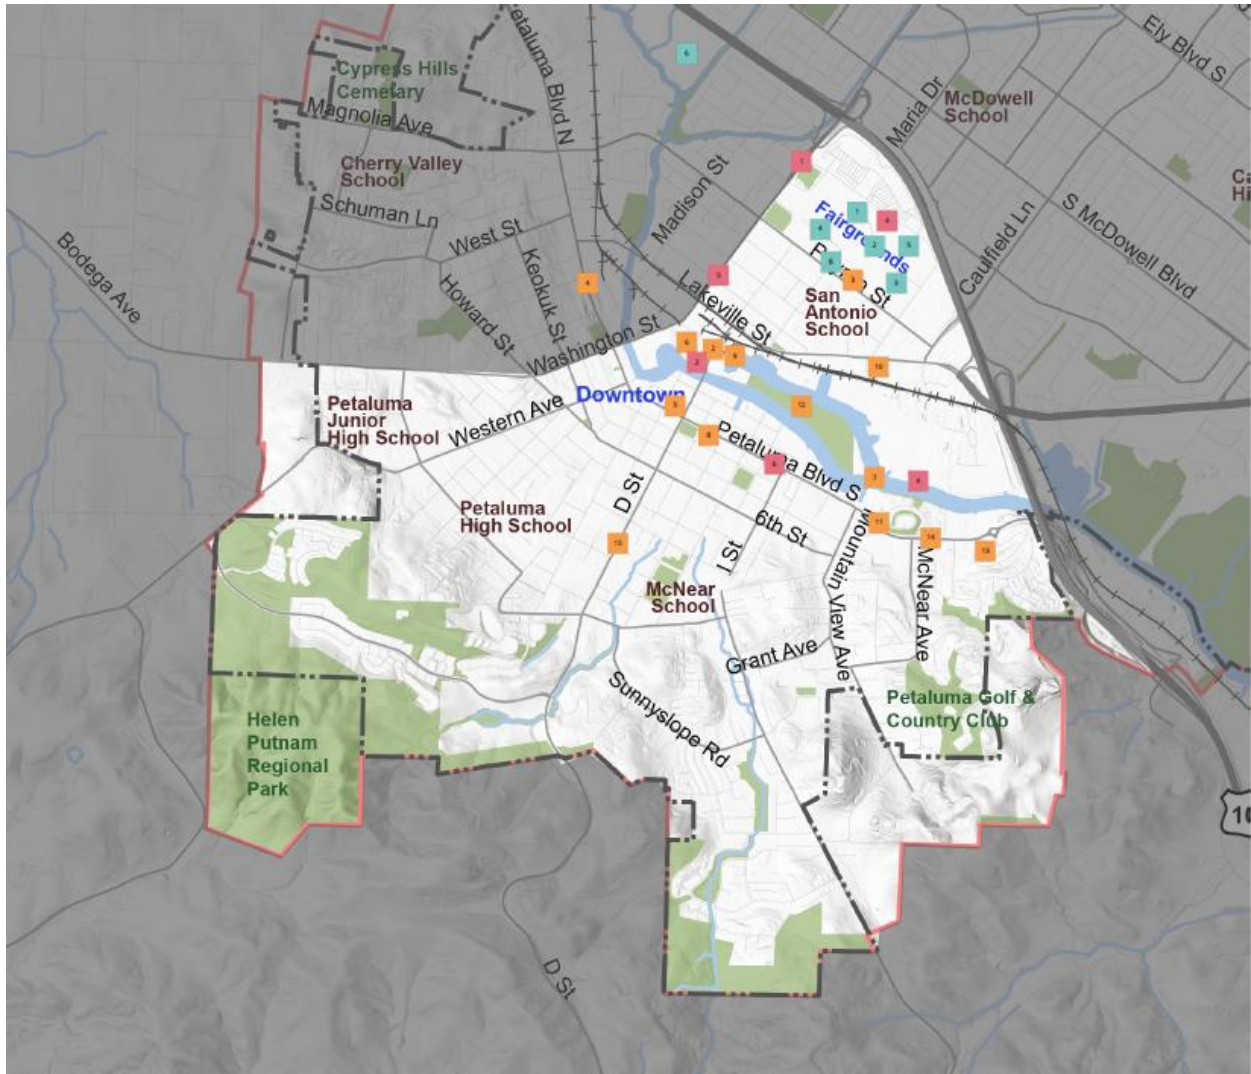 Petaluma Blvd N
Ely Blvd S
Cypress Hills
Cemetary
Magnolia Ave
Maria Dr
McDowell
School
Cherry Valley
School
Madison St
Schuman Ln
West St
Fairgrounds
S McDowell Blvd
Caulfield Ln
Bodega Ave
Keokuk St
Howard St
Lakeville St
San
Antonio
School
Washington St
Downtown
Petaluma
Junior
High School
Western Ave
Petaluma Blvd S
D St
Petaluma
High School
6th St
I St
Mountain View Ave
McNear Ave
McNear
School
Grant Ave
Sunnyslope Rd
Petaluma Golf &
Country Club
Helen
Putnam
Regional
Park
D St
10